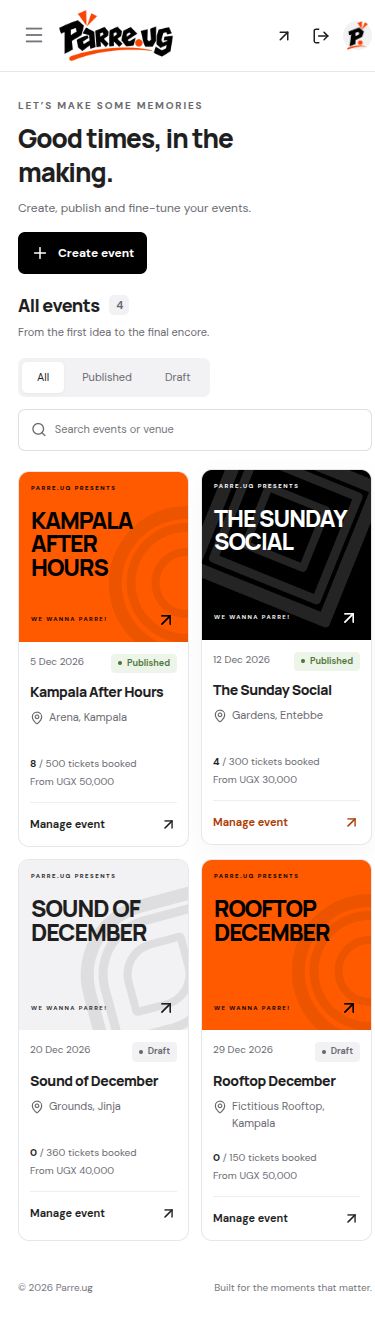 Parre.ug
P.
LET'S MAKE SOME MEMORIES
Good times, in the
making.
Create, publish and fine-tune your events.
Create event
All events 4
From the first idea to the final encore.
All Published Draft
Search events or venue
PARRE.UG PRESENTS
KAMPALA
AFTER
HOURS
WE WANNA PARRE!
5 Dec 2026 Published
Kampala After Hours
Arena, Kampala
8 / 500 tickets booked
From UGX 50,000
Manage event
PARRE.UG PRESENTS
THE SUNDAY
SOCIAL
WE WANNA PARRE!
12 Dec 2026 Published
The Sunday Social
Gardens, Entebbe
4 / 300 tickets booked
From UGX 30,000
Manage event
PARRE.UG PRESENTS
SOUND OF
DECEMBER
WE WANNA PARRE!
20 Dec 2026 Draft
Sound of December
Grounds, Jinja
0 / 360 tickets booked
From UGX 40,000
Manage event
PARRE.UG PRESENTS
ROOFTOP
DECEMBER
WE WANNA PARRE!
29 Dec 2026 Draft
Rooftop December
Fictitious Rooftop,
Kampala
0 / 150 tickets booked
From UGX 50,000
Manage event
© 2026 Parre.ug
Built for the moments that matter.